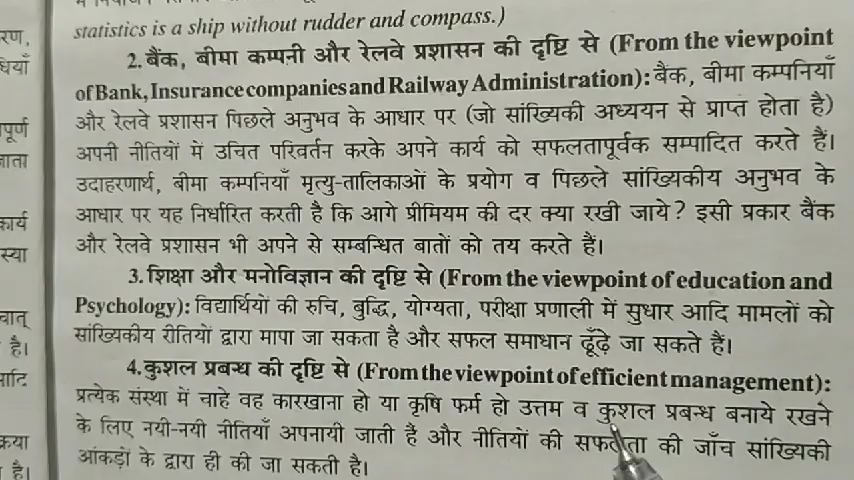 statistics is a ship without rudder and compass.)
2. बैंक, बीमा कम्पनी और रेलवे प्रशासन की दृष्टि से (From the viewpoint
of Bank, Insurance companies and Railway Administration): बैंक, बीमा कम्पनियाँ
और रेलवे प्रशासन पिछले अनुभव के आधार पर (जो सांख्यिकी अध्ययन से प्राप्त होता है)
अपनी नीतियों में उचित परिवर्तन करके अपने कार्य को सफलतापूर्वक सम्पादित करते हैं।
उदाहरणार्थ, बीमा कम्पनियाँ मृत्यु-तालिकाओं के प्रयोग व पिछले सांख्यिकीय अनुभव के
आधार पर यह निर्धारित करती है कि आगे प्रीमियम की दर क्या रखी जाये? इसी प्रकार बैंक
और रेलवे प्रशासन भी अपने से सम्बन्धित बातों को तय करते हैं।
3. शिक्षा और मनोविज्ञान की दृष्टि से (From the viewpoint of education and
Psychology): विद्यार्थियों की रुचि, बुद्धि, योग्यता, परीक्षा प्रणाली में सुधार आदि मामलों को
सांख्यिकीय रीतियों द्वारा मापा जा सकता है और सफल समाधान ढूँढ़े जा सकते हैं।
4. कुशल प्रबन्ध की दृष्टि से (From the viewpoint of efficient management):
प्रत्येक संस्था में चाहे वह कारखाना हो या कृषि फर्म हो उत्तम व कुशल प्रबन्ध बनाये रखने
के लिए नयी-नयी नीतियाँ अपनायी जाती हैं और नीतियों की सफलता की जाँच सांख्यिकी
आंकड़ों के द्वारा ही की जा सकती है।